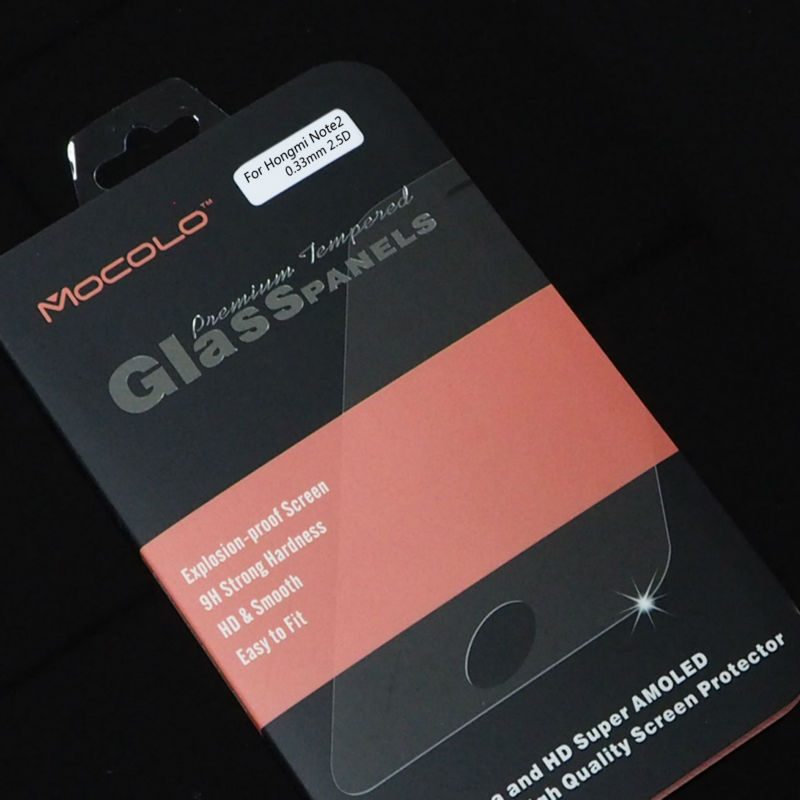 For Hongmi Note2
0.33mm 2.5D
MOCOLO™
Premium Tempered
Glass PANELS
Explosion-proof Screen
9H Strong Hardness
HD & Smooth
Easy to Fit
and HD Super AMOLED
Quality Screen Protector